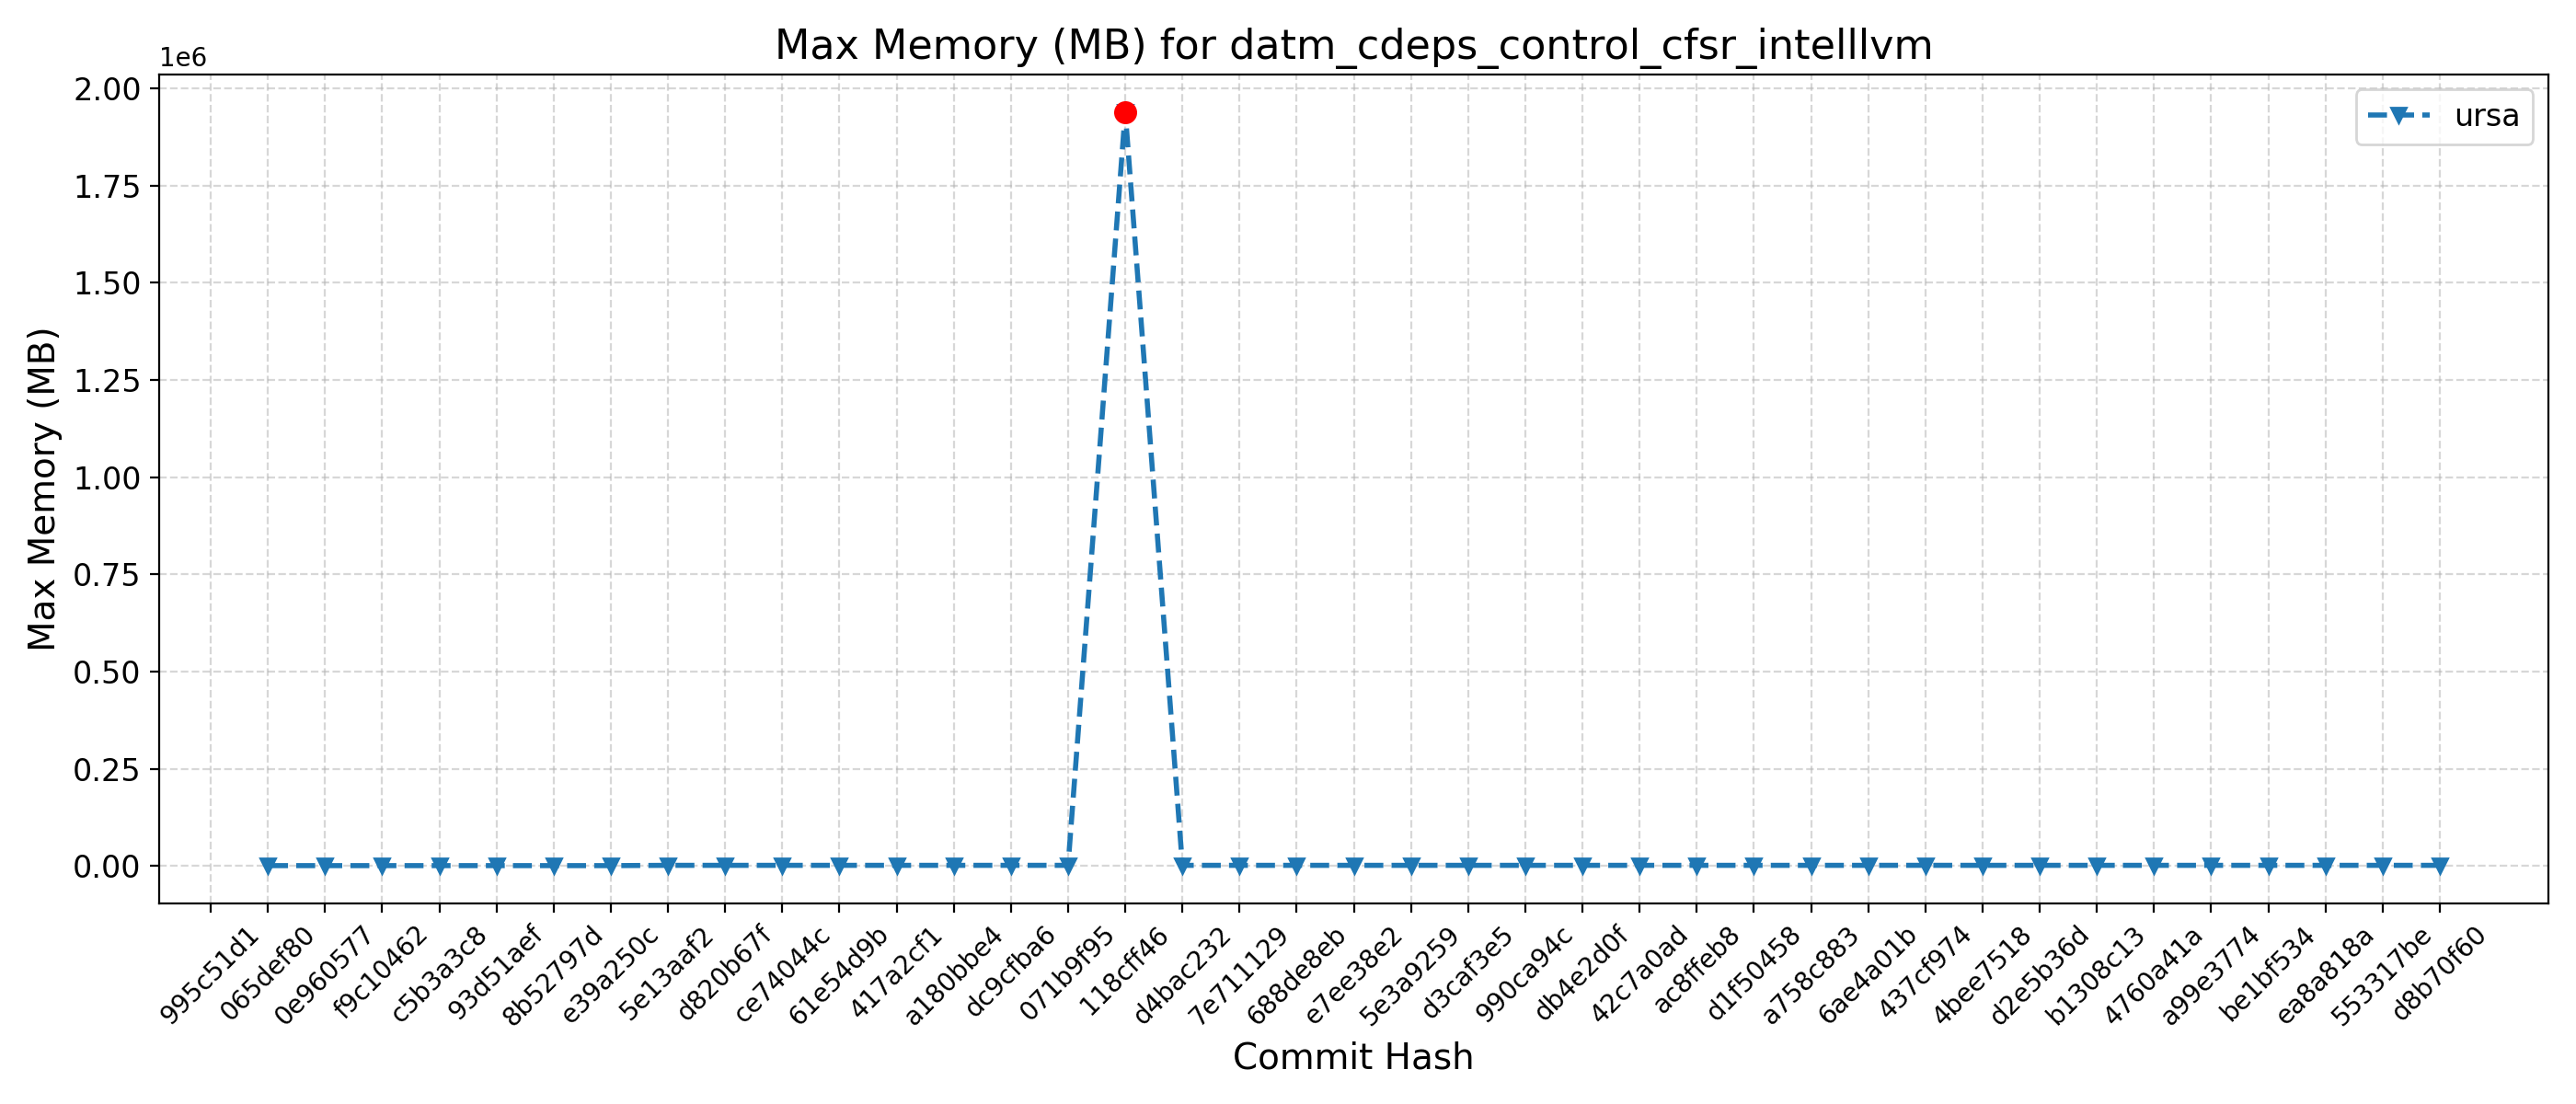 Max Memory (MB) for datm_cdeps_control_cfsr_intelllvm
1e6
2.00
1.75
1.50
1.25
1.00
0.75
0.50
0.25
0.00
Max Memory (MB)
ursa
995c51d1
065def80
0e960577
f9c10462
c5b3a3c8
93d51aef
8b52797d
e39a250c
5e13aaf2
d820b67f
ce74044c
61e54d9b
417a2cf1
a180bbe4
dc9cfba6
071b9f95
118cff46
d4bac232
7e711129
688de8eb
e7ee38e2
5e3a9259
d3caf3e5
990ca94c
db4e2d0f
42c7a0ad
ac8ffeb8
d1f50458
a758c883
6ae4a01b
437cf974
4bee7518
d2e5b36d
b1308c13
4760a41a
a99e3774
be1bf534
ea8a818a
553317be
d8b70f60
Commit Hash